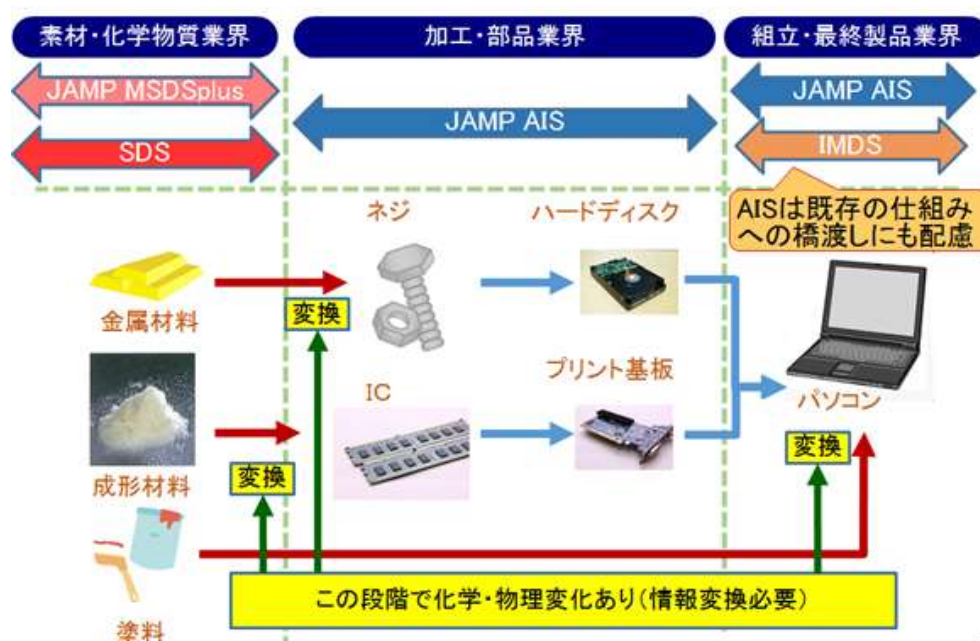 素材・化学物質業界
加工・部品業界
組立・最終製品業界
JAMP MSDSplus
JAMP AIS
JAMP AIS
SDS
IMDS
AISは既存の仕組み
への橋渡しにも配慮
ネジ
ハードディスク
金属材料
変換
IC
プリント基板
パソコン
変換
変換
成形材料
この段階で化学・物理変化あり(情報変換必要)
塗料